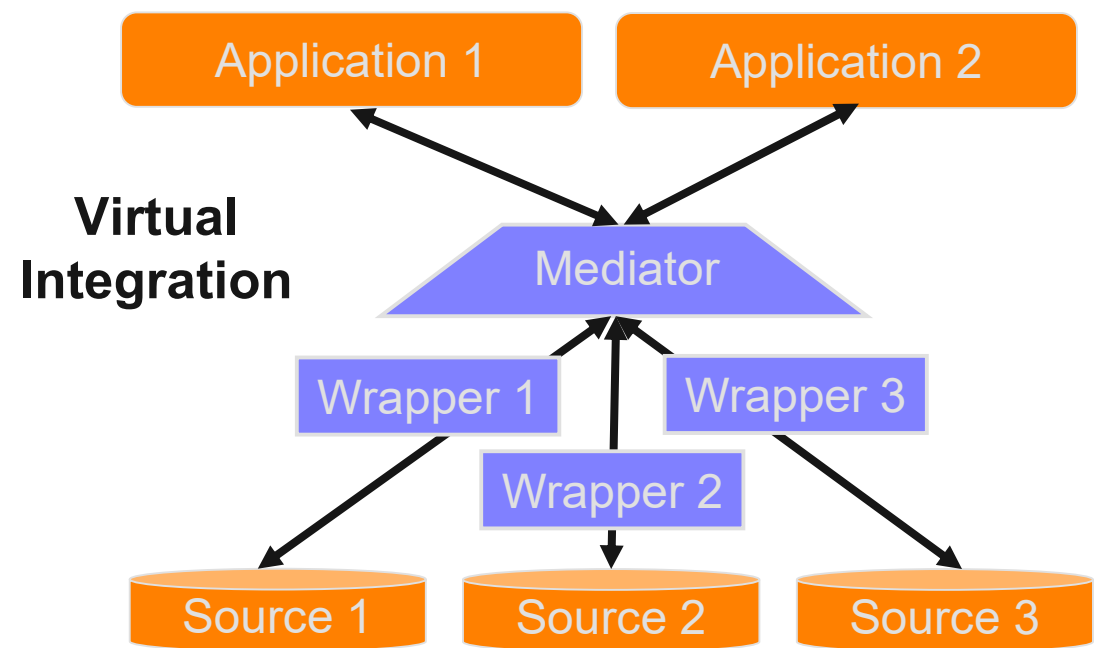 Application 1
Application 2
Virtual
Integration
Mediator
Wrapper 1
Wrapper 3
Wrapper 2
Source 1
Source 2
Source 3